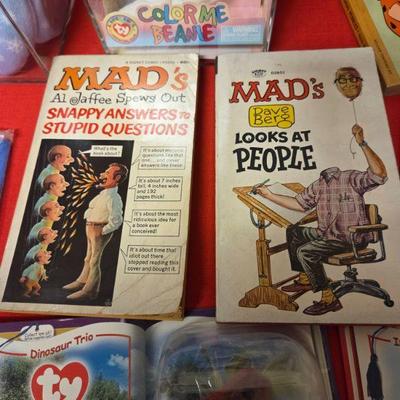 COLOR ME
BEANIE
ty
MAD's
Al Jaffee Spews Out
SNAPPY ANSWERS TO
STUPID QUESTIONS
What's the
book about?
It's about
questions like
that one... and
answers like these!
It's about 7 inches
tall, 4 inches wide
and 192
pages thick!
It's about the most
ridiculous idea for
a book ever
conceived!
It's about time that
idiot out there
stopped reading this
cover and bought it.
MAD's
Dave
Berg
LOOKS AT
PEOPLE
Dinosaur Trio
ty